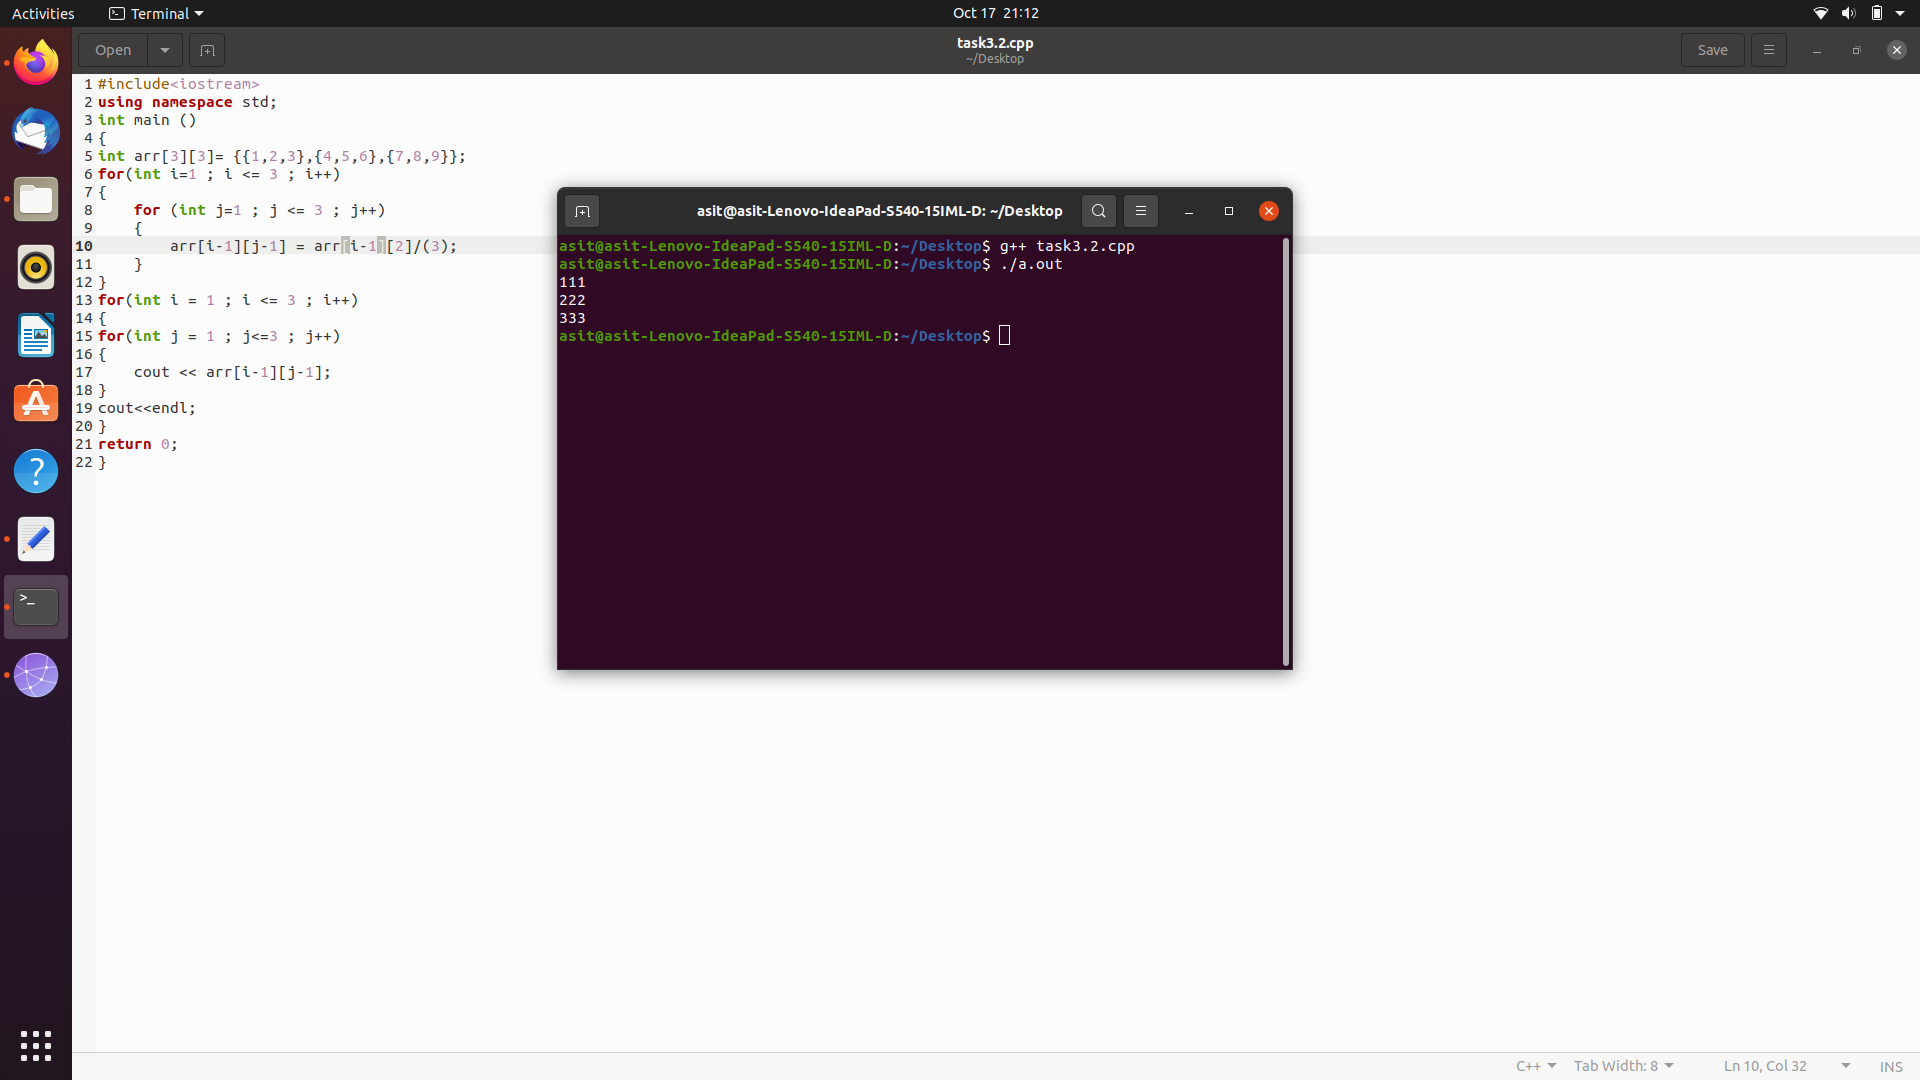 Activities
Terminal
Oct 17 21:12
Open
task3.2.cpp
~/Desktop
Save
1 #include<iostream>
2 using namespace std;
3 int main ()
4 {
5 int arr[3][3]= {{1,2,3},{4,5,6},{7,8,9}};
6 for(int i=1 ; i <= 3 ; i++)
7 {
8     for (int j=1 ; j <= 3 ; j++)
9     {
10         arr[i-1][j-1] = arr[i-1][2]/(3);
11     }
12 }
13 for(int i = 1 ; i <= 3 ; i++)
14 {
15 for(int j = 1 ; j<=3 ; j++)
16 {
17     cout << arr[i-1][j-1];
18 }
19 cout<<endl;
20 }
21 return 0;
22 }
asit@asit-Lenovo-IdeaPad-S540-15IML-D: ~/Desktop
asit@asit-Lenovo-IdeaPad-S540-15IML-D:~/Desktop$ g++ task3.2.cpp
asit@asit-Lenovo-IdeaPad-S540-15IML-D:~/Desktop$ ./a.out
111
222
333
asit@asit-Lenovo-IdeaPad-S540-15IML-D:~/Desktop$
C++
Tab Width: 8
Ln 10, Col 32
INS